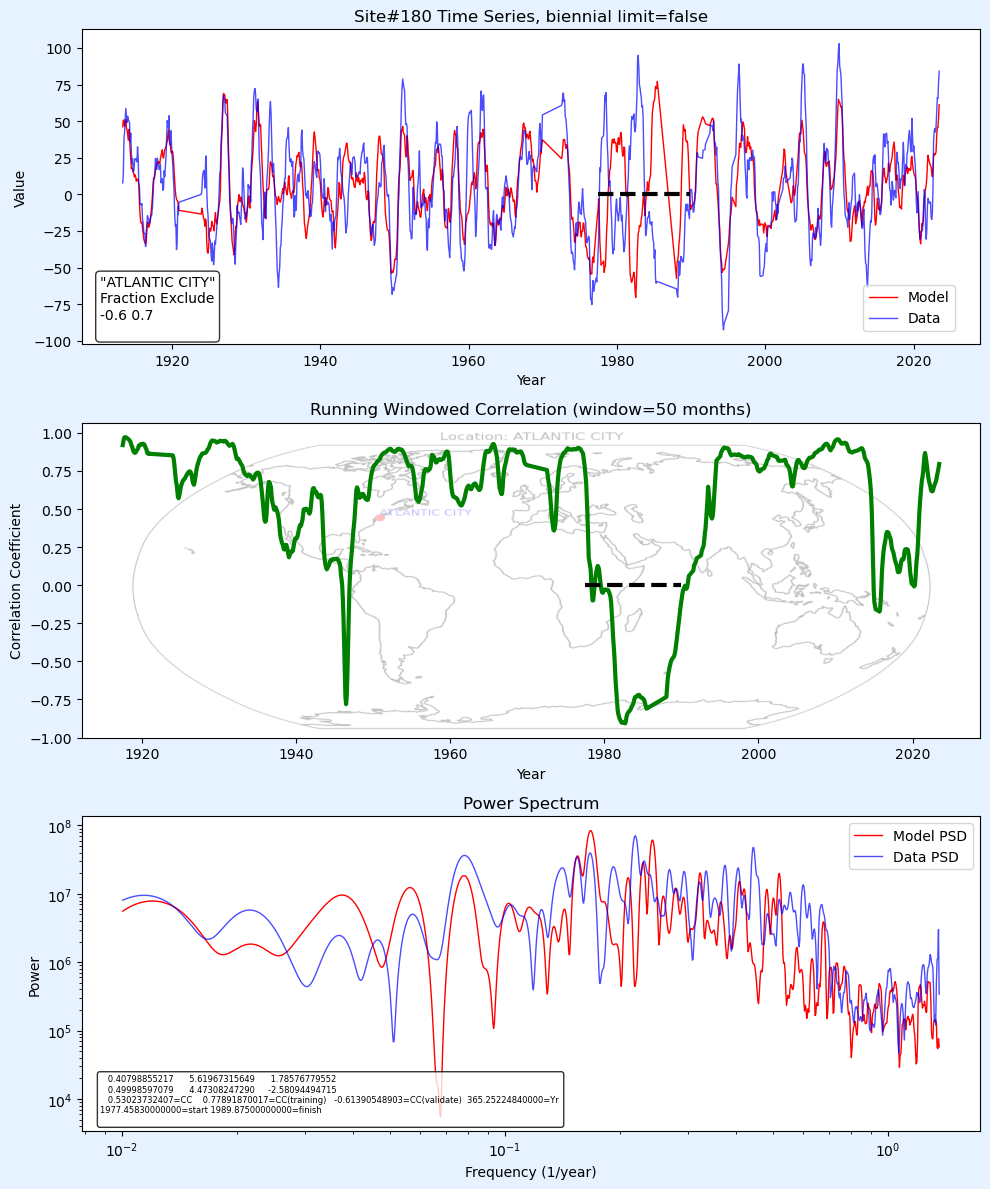 Site#180 Time Series, biennial limit=false
100
75
50
25
0
−25
−50
−75
−100
Value
"ATLANTIC CITY"
Fraction Exclude
-0.6 0.7
Model
Data
1920
1940
1960
1980
2000
2020
Year
Running Windowed Correlation (window=50 months)
Location: ATLANTIC CITY
1.00
0.75
0.50
0.25
0.00
−0.25
−0.50
−0.75
−1.00
Correlation Coefficient
ATLANTIC CITY
1920
1940
1960
1980
2000
2020
Year
Power Spectrum
10⁸
10⁷
10⁶
10⁵
10⁴
Power
Model PSD
Data PSD
0.40798855217 5.61967315649 1.78576779552
0.49998597079 4.47308247290 -2.58094494715
0.53023732407=CC 0.77891870017=CC(training) -0.61390548903=CC(validate) 365.25224840000=Yr
1977.45830000000=start 1989.87500000000=finish
10⁻²
10⁻¹
10⁰
Frequency (1/year)